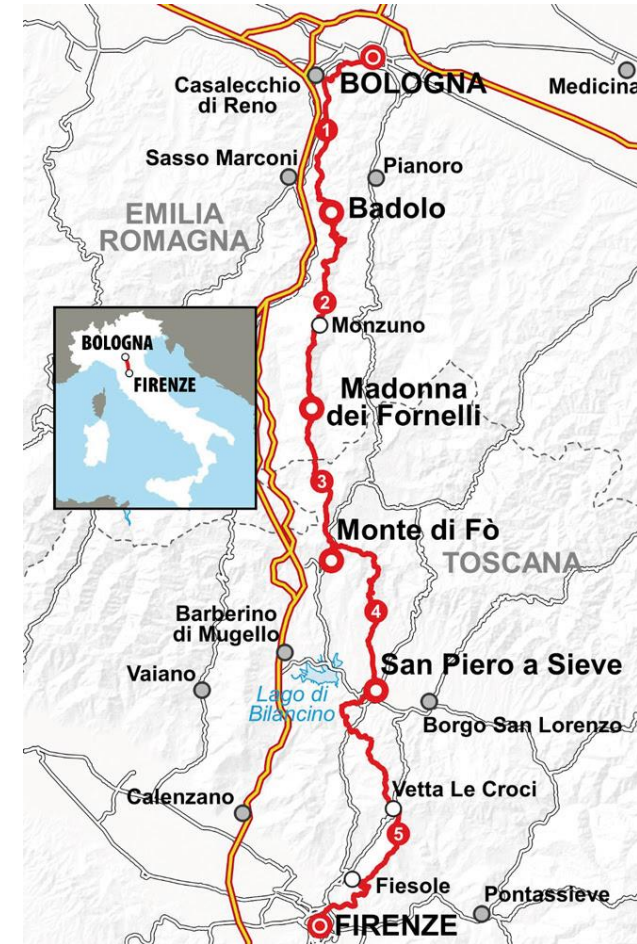 BOLOGNA
Casalecchio
di Reno
Medicina
1
Sasso Marconi
Pianoro
Badolo
EMILIA
ROMAGNA
2
Monzuno
BOLOGNA
FIRENZE
Madonna
dei Fornelli
3
Monte di Fò
TOSCANA
4
Barberino
di Mugello
San Piero a Sieve
Vaiano
Lago di
Bilancino
Borgo San Lorenzo
Vetta Le Croci
Calenzano
5
Fiesole
Pontassieve
FIRENZE